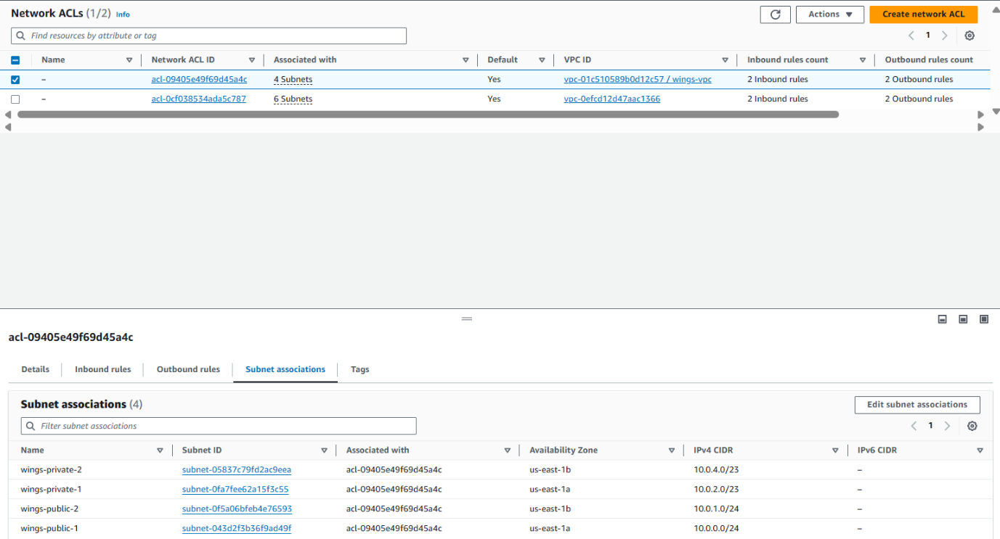 Network ACLs (1/2) Info
Actions Create network ACL
Find resources by attribute or tag
1
Name Network ACL ID Associated with Default VPC ID Inbound rules count Outbound rules count
– acl-09405e49f69d45a4c 4 Subnets Yes vpc-01c510589b0d12c57 / wings-vpc 2 Inbound rules 2 Outbound rules
– acl-0cf038534ada5c787 6 Subnets Yes vpc-0efcd12d47aac1366 2 Inbound rules 2 Outbound rules
acl-09405e49f69d45a4c
Details Inbound rules Outbound rules Subnet associations Tags
Subnet associations (4)
Edit subnet associations
Filter subnet associations
1
Name Subnet ID Associated with Availability Zone IPv4 CIDR IPv6 CIDR
wings-private-2 subnet-05837c79fd2ac9eea acl-09405e49f69d45a4c us-east-1b 10.0.4.0/23 –
wings-private-1 subnet-0fa7fee62a15f3c55 acl-09405e49f69d45a4c us-east-1a 10.0.2.0/23 –
wings-public-2 subnet-0f5a06bfeb4e76593 acl-09405e49f69d45a4c us-east-1b 10.0.1.0/24 –
wings-public-1 subnet-043d2f3b36f9ad49f acl-09405e49f69d45a4c us-east-1a 10.0.0.0/24 –